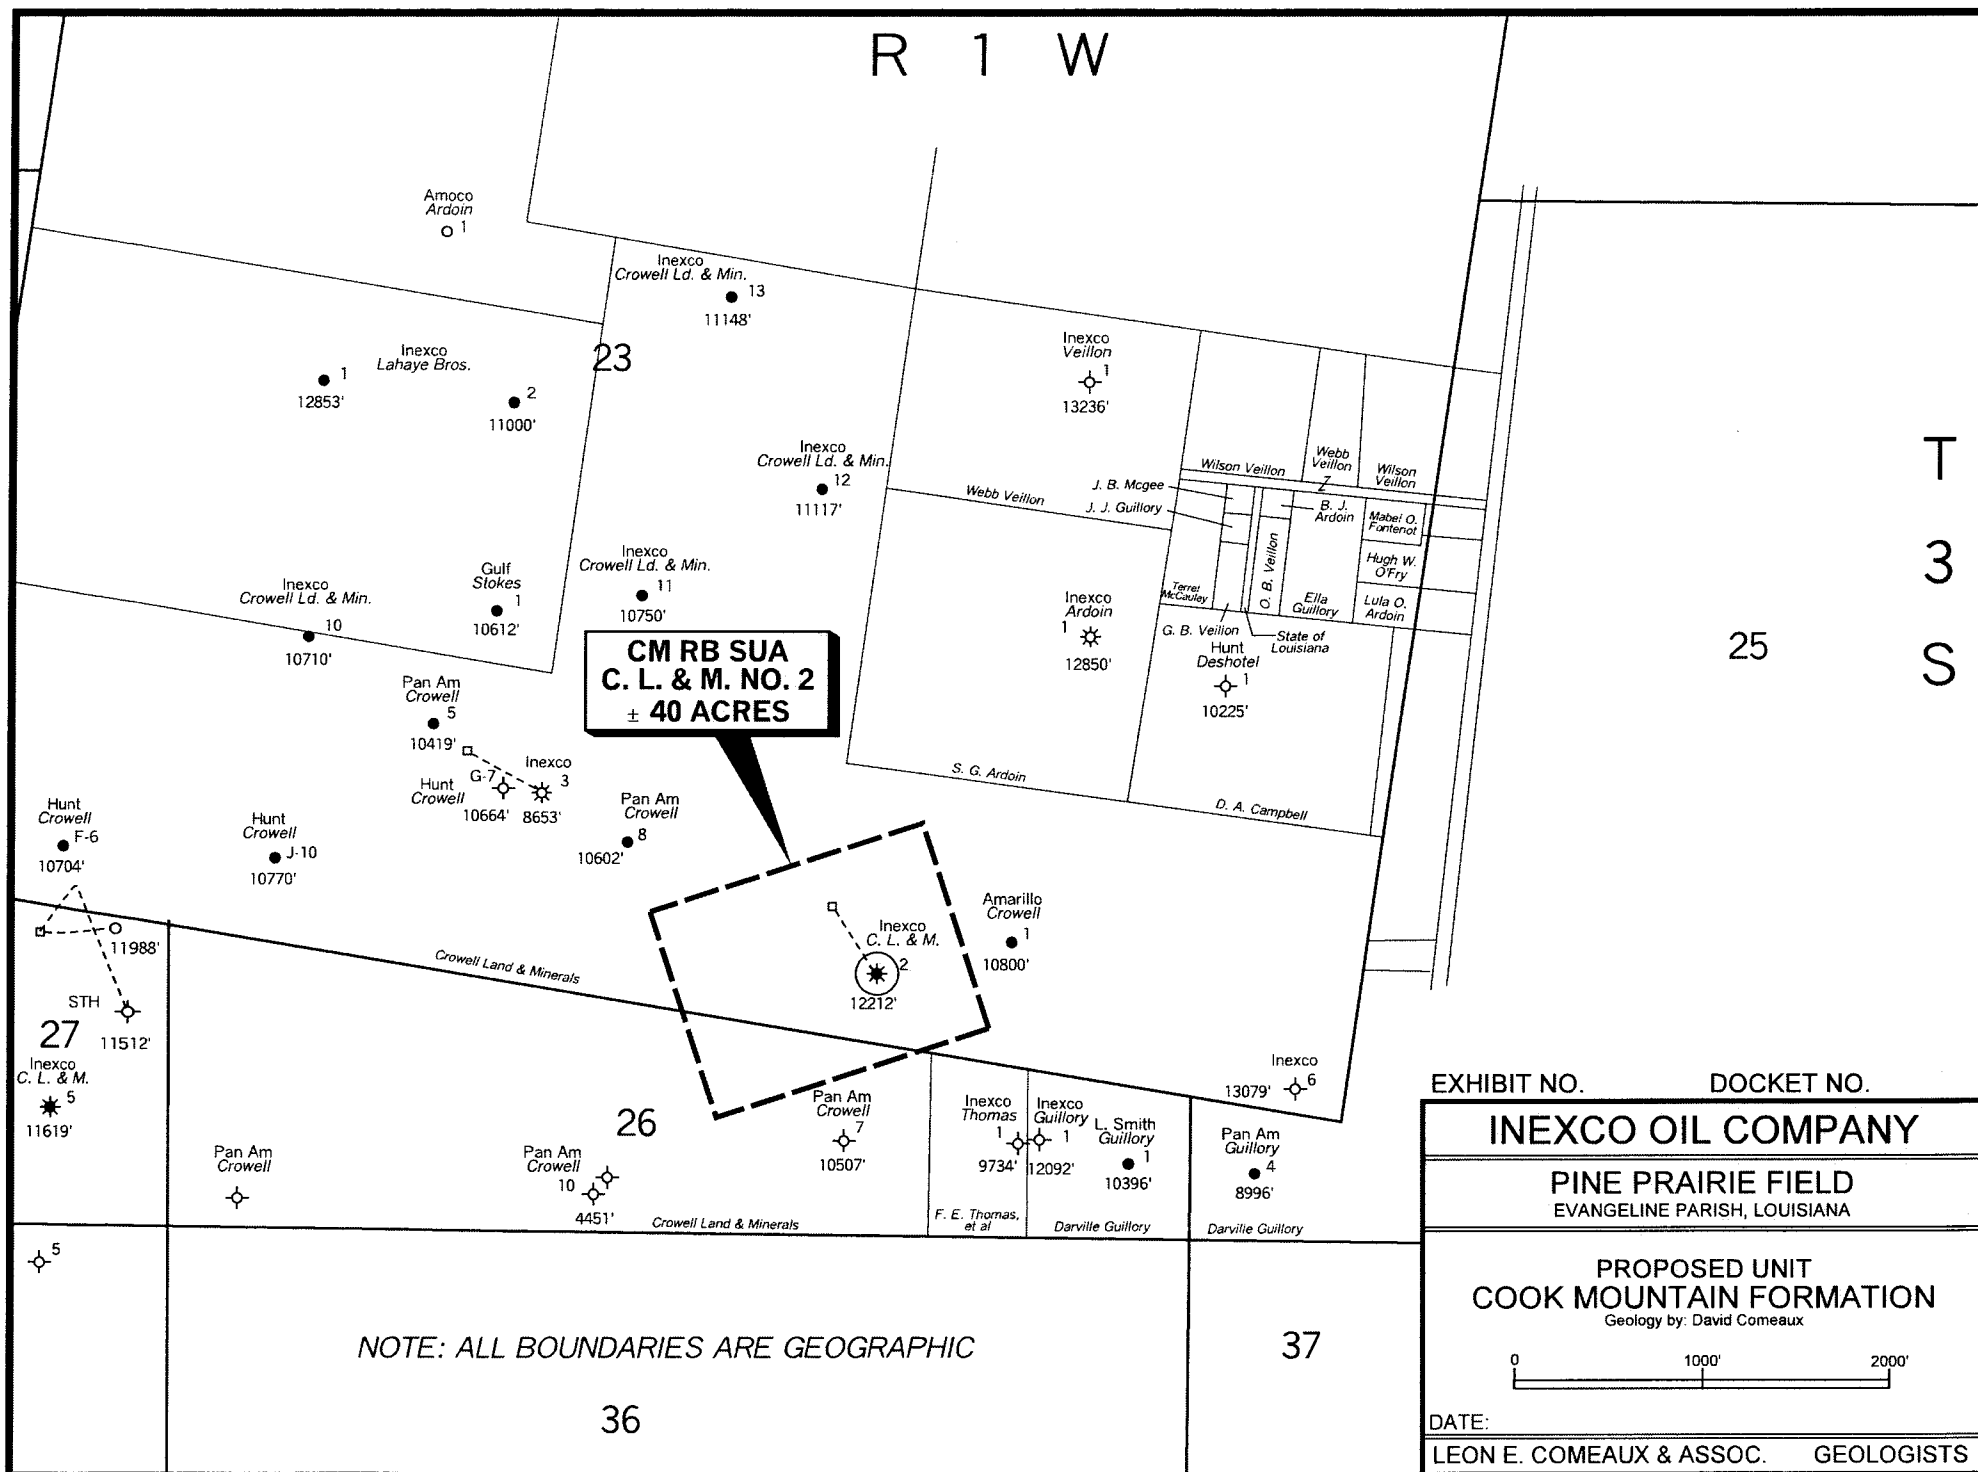 R 1 W
Amoco
Ardoin
1
Inexco
Crowell Ld. & Min.
13
11148'
Inexco
Lahaye Bros.
1
12853'
2
11000'
23
Inexco
Veillon
1
13236'
Inexco
Crowell Ld. & Min.
12
11117'
Wilson Veillon
Webb
Veillon
Wilson
Veillon
Z
J. B. Mcgee
J. J. Guillory
B. J.
Ardoin
Mabel O.
Fontenot
Hugh W.
O'Fry
Lula O.
Ardoin
O. B. Veillon
Ella
Guillory
Terrel
McCauley
G. B. Veillon
State of
Louisiana
Webb Veillon
T
3
S
25
Inexco
Crowell Ld. & Min.
10
10710'
Gulf
Stokes
1
10612'
Inexco
Crowell Ld. & Min.
11
10750'
Inexco
Ardoin
1
12850'
Hunt
Deshotel
1
10225'
CM RB SUA
C. L. & M. NO. 2
± 40 ACRES
Pan Am
Crowell
5
10419'
Inexco
3
8653'
G-7
Hunt
Crowell
10664'
Pan Am
Crowell
8
10602'
S. G. Ardoin
D. A. Campbell
Hunt
Crowell
F-6
10704'
Hunt
Crowell
J-10
10770'
11988'
Crowell Land & Minerals
Inexco
C. L. & M.
2
12212'
Amarillo
Crowell
1
10800'
STH
11512'
27
Inexco
C. L. & M.
5
11619'
26
Pan Am
Crowell
Pan Am
Crowell
10
4451'
Pan Am
Crowell
7
10507'
Inexco
Thomas
1
9734'
Inexco
Guillory
1
12092'
L. Smith
Guillory
1
10396'
Pan Am
Guillory
4
8996'
Inexco
6
13079'
Crowell Land & Minerals
F. E. Thomas,
et al
Darville Guillory
Darville Guillory
5
NOTE: ALL BOUNDARIES ARE GEOGRAPHIC
36
37
EXHIBIT NO. DOCKET NO.
INEXCO OIL COMPANY
PINE PRAIRIE FIELD
EVANGELINE PARISH, LOUISIANA
PROPOSED UNIT
COOK MOUNTAIN FORMATION
Geology by: David Comeaux
0 1000' 2000'
DATE:
LEON E. COMEAUX & ASSOC. GEOLOGISTS